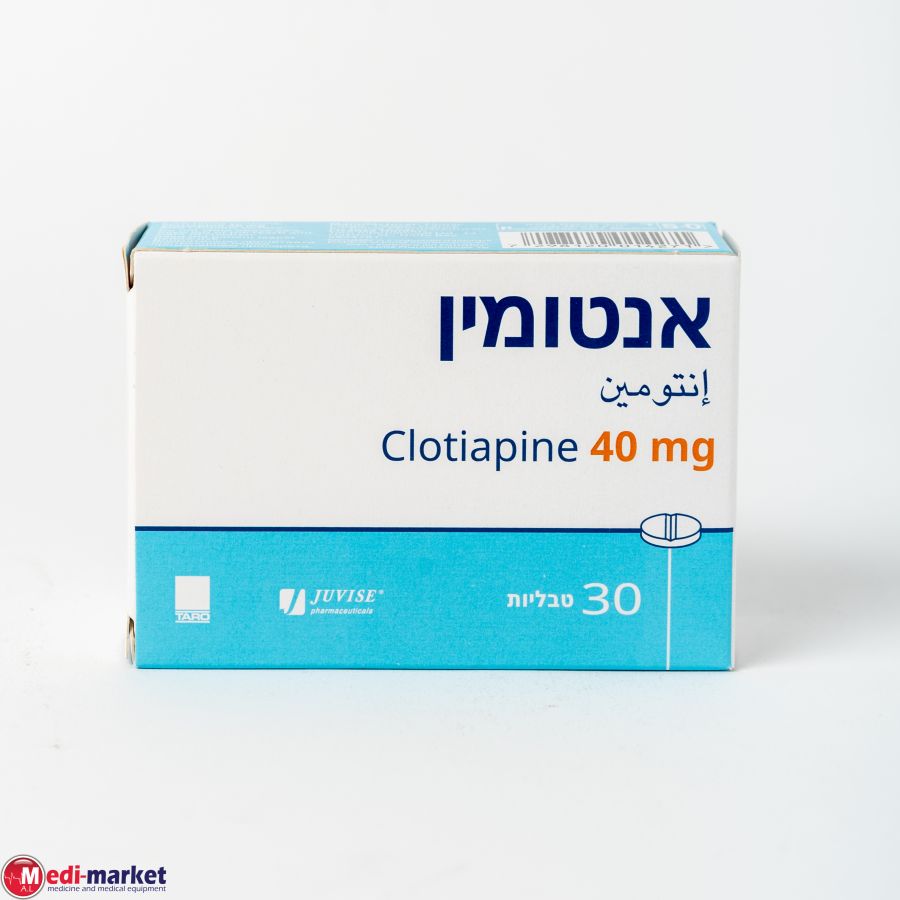 אנטומין
إنتومين
Clotiapine 40 mg
30 טבליות
JUVISE®
pharmaceuticals
TARO
Medi-market
A.L
medicine and medical equipment